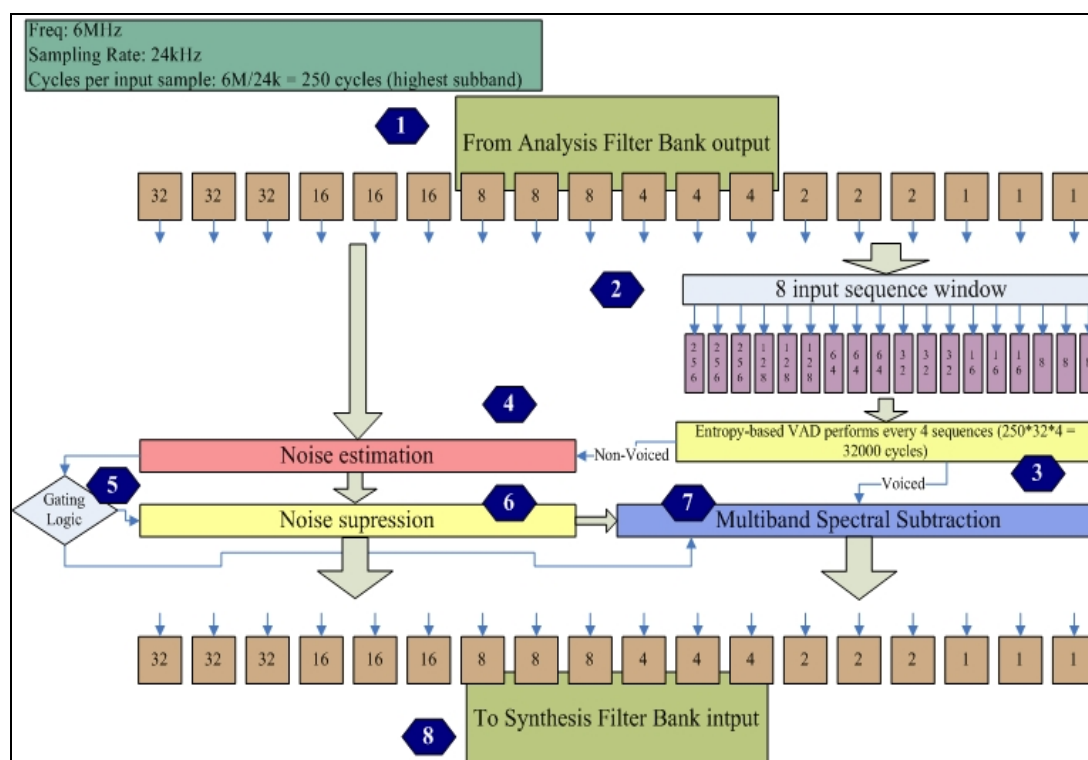 Freq: 6MHz
Sampling Rate: 24kHz
Cycles per input sample: 6M/24k = 250 cycles (highest subband)
1
From Analysis Filter Bank output
32 32 32 16 16 16 8 8 8 4 4 4 2 2 2 1 1 1
2
8 input sequence window
256 256 256 128 128 128 64 64 64 32 32 32 16 16 16 8 8
4
Entropy-based VAD performs every 4 sequences (250*32*4 =
32000 cycles)
Noise estimation
Non-Voiced
3
Voiced
5
Gating
Logic
6
Noise supression
7
Multiband Spectral Subtraction
32 32 32 16 16 16 8 8 8 4 4 4 2 2 2 1 1 1
To Synthesis Filter Bank intput
8